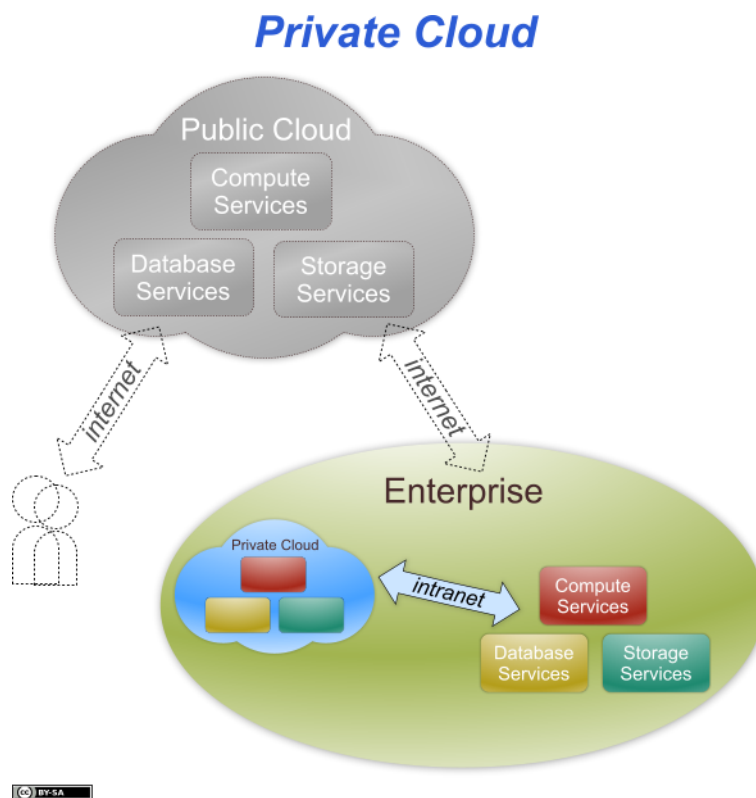 Private Cloud
Public Cloud
Compute
Services
Database
Services
Storage
Services
internet
internet
Enterprise
Private Cloud
intranet
Compute
Services
Database
Services
Storage
Services
cc BY-SA